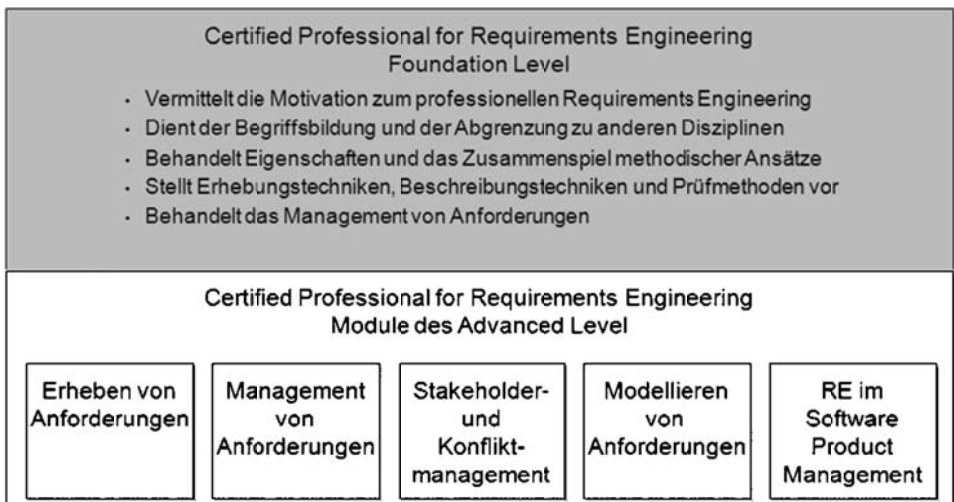 Certified Professional for Requirements Engineering
Foundation Level
• Vermittelt die Motivation zum professionellen Requirements Engineering
• Dient der Begriffsbildung und der Abgrenzung zu anderen Disziplinen
• Behandelt Eigenschaften und das Zusammenspiel methodischer Ansätze
• Stellt Erhebungstechniken, Beschreibungstechniken und Prüfmethoden vor
• Behandelt das Management von Anforderungen
Certified Professional for Requirements Engineering
Module des Advanced Level
Erheben von
Anforderungen
Management
von
Anforderungen
Stakeholder-
und
Konflikt-
management
Modellieren
von
Anforderungen
RE im
Software
Product
Management